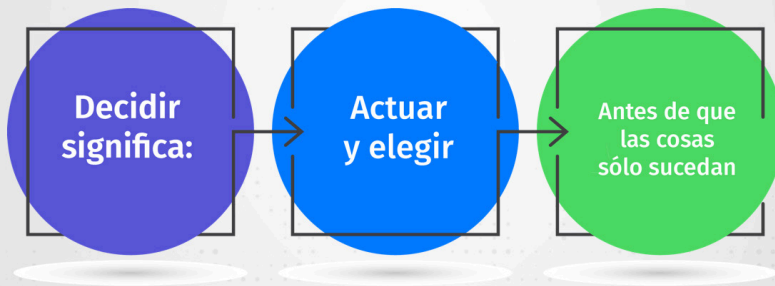 Decidir
significa:
Actuar
y elegir
Antes de que
las cosas
sólo sucedan